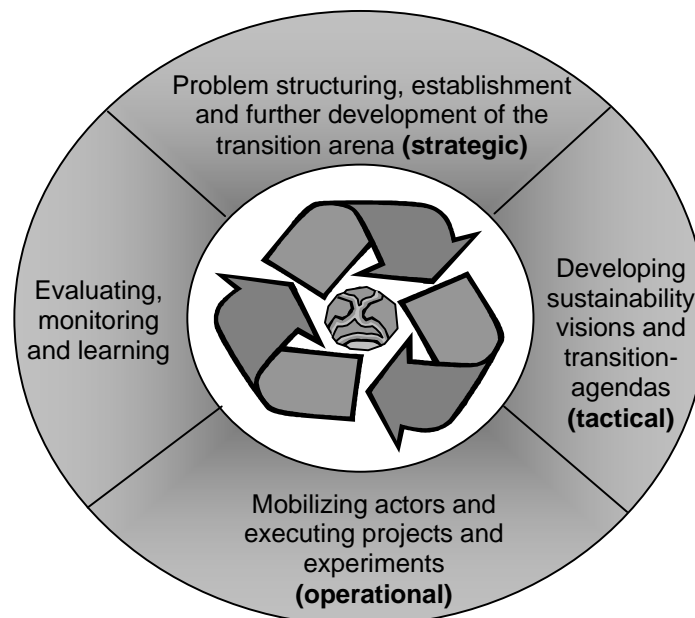 Problem structuring, establishment
and further development of the
transition arena (strategic)
Developing
sustainability
visions and
transition-
agendas
(tactical)
Mobilizing actors and
executing projects and
experiments
(operational)
Evaluating,
monitoring
and learning